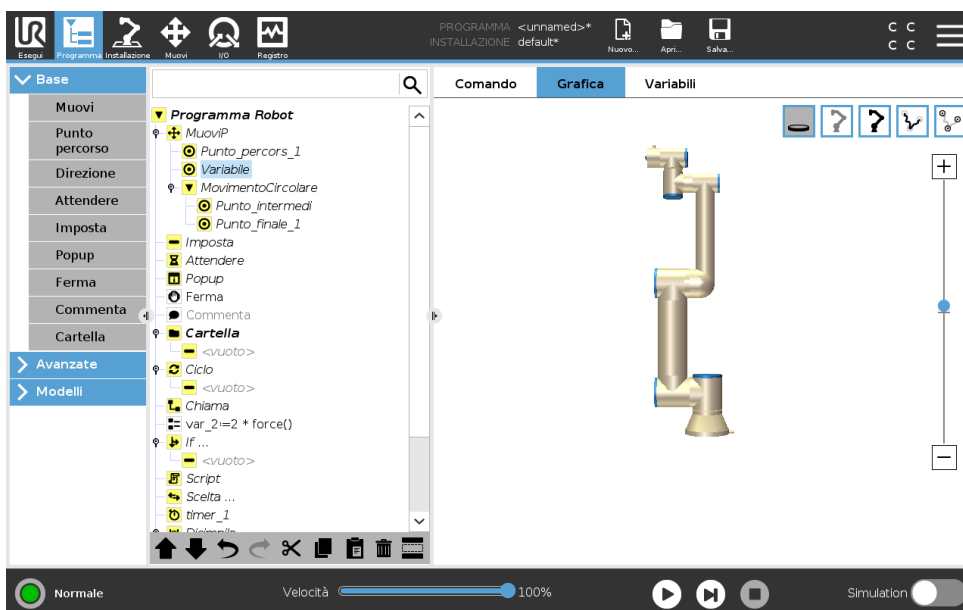 PROGRAMMA <unnamed>*
INSTALLAZIONE default*
Esegui Programma Installazione Muovi I/O Registro Nuovo... Apri... Salva...
C C
C C
Base
Muovi
Punto
percorso
Direzione
Attendere
Imposta
Popup
Ferma
Commenta
Cartella
Avanzate
Modelli
Programma Robot
MuoviP
Punto_percors_1
Variabile
MovimentoCircolare
Punto_intermedi
Punto_finale_1
Imposta
Attendere
Popup
Ferma
Commenta
Cartella
<vuoto>
Ciclo
<vuoto>
Chiama
var_2:=2 * force()
If ...
<vuoto>
Script
Scelta ...
timer_1
Comando Grafica Variabili
Normale Velocità 100% Simulation